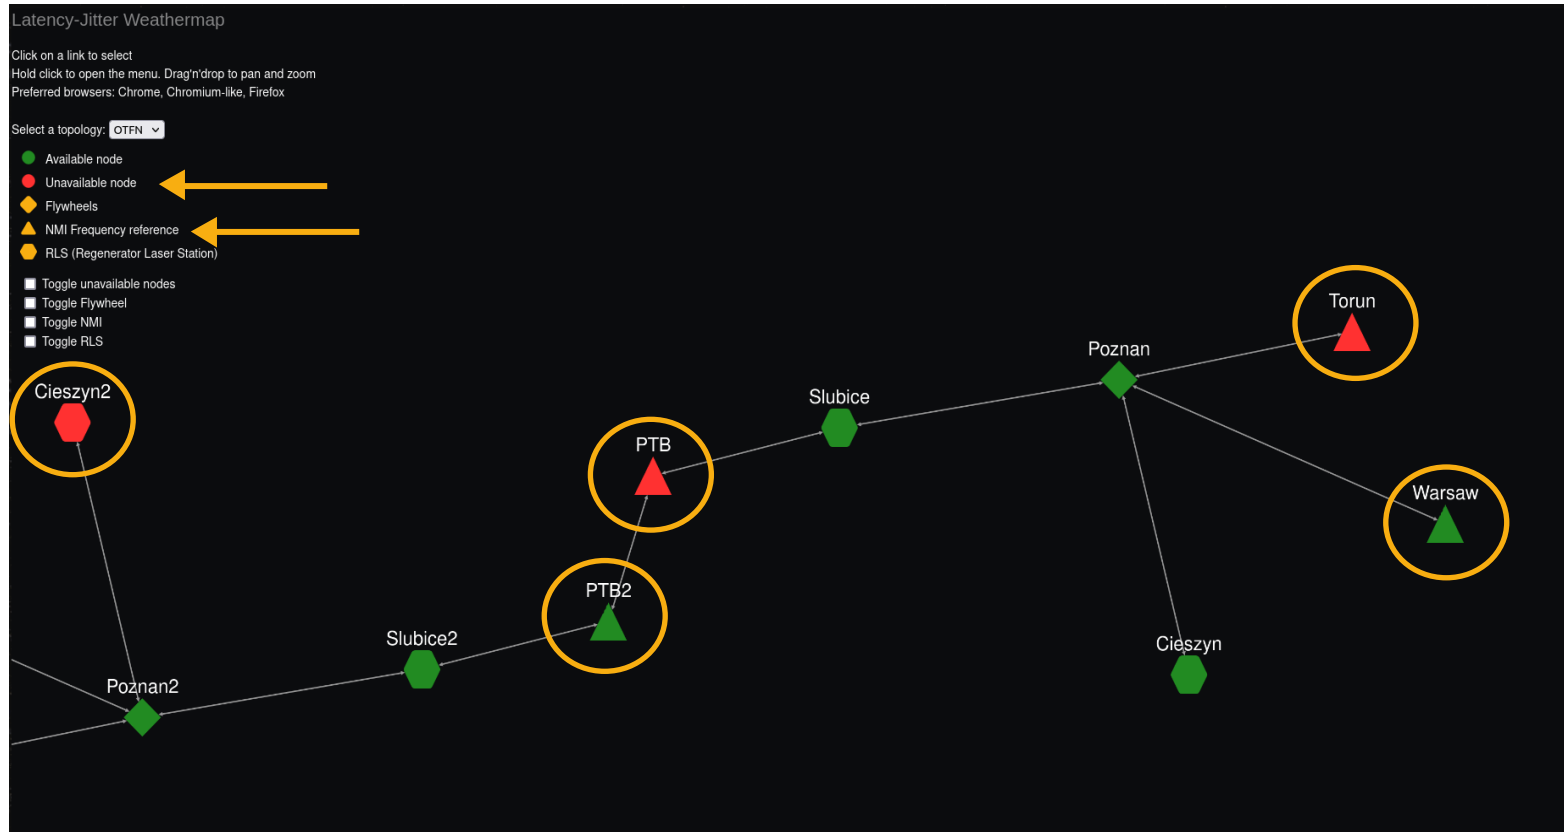 Latency-Jitter Weathermap
Click on a link to select
Hold click to open the menu. Drag'n'drop to pan and zoom
Preferred browsers: Chrome, Chromium-like, Firefox
Select a topology: OTFN
Available node
Unavailable node
Flywheels
NMI Frequency reference
RLS (Regenerator Laser Station)
Toggle unavailable nodes
Toggle Flywheel
Toggle NMI
Toggle RLS
Torun
Poznan
Cieszyn2
Slubice
PTB
Warsaw
PTB2
Slubice2
Cieszyn
Poznan2